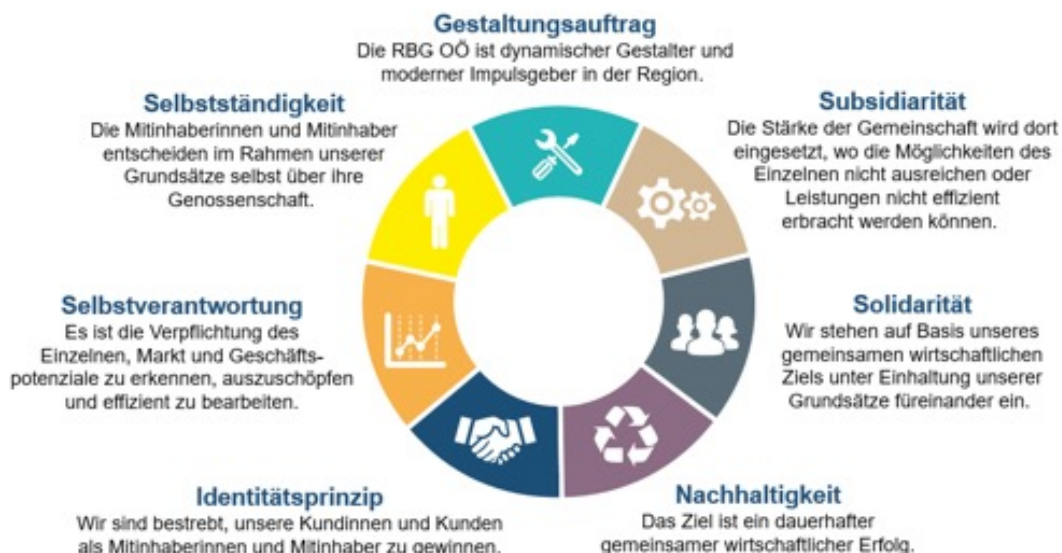 Gestaltungsauftrag
Die RBG OÖ ist dynamischer Gestalter und
moderner Impulsgeber in der Region.
Subsidiarität
Die Stärke der Gemeinschaft wird dort
eingesetzt, wo die Möglichkeiten des
Einzelnen nicht ausreichen oder
Leistungen nicht effizient
erbracht werden können.
Solidarität
Wir stehen auf Basis unseres
gemeinsamen wirtschaftlichen
Ziels unter Einhaltung unserer
Grundsätze füreinander ein.
Nachhaltigkeit
Das Ziel ist ein dauerhafter
gemeinsamer wirtschaftlicher Erfolg.
Identitätsprinzip
Wir sind bestrebt, unsere Kundinnen und Kunden
als Mitinhaberinnen und Mitinhaber zu gewinnen.
Selbstverantwortung
Es ist die Verpflichtung des
Einzelnen, Markt und Geschäfts-
potenziale zu erkennen, auszuschöpfen
und effizient zu bearbeiten.
Selbstständigkeit
Die Mitinhaberinnen und Mitinhaber
entscheiden im Rahmen unserer
Grundsätze selbst über ihre
Genossenschaft.